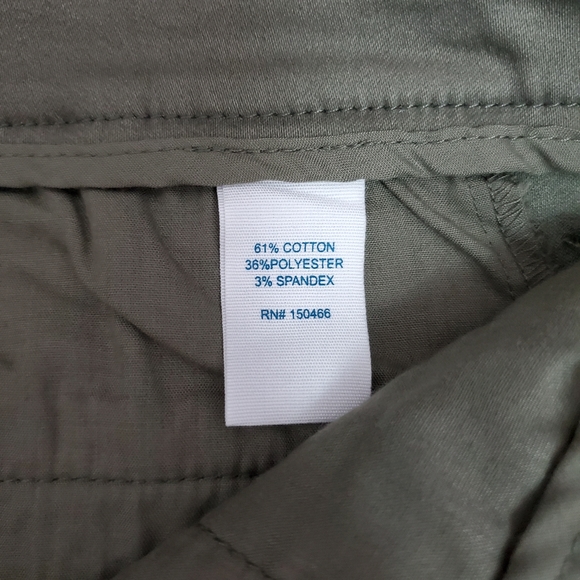 61% COTTON
36%POLYESTER
3% SPANDEX
RN# 150466